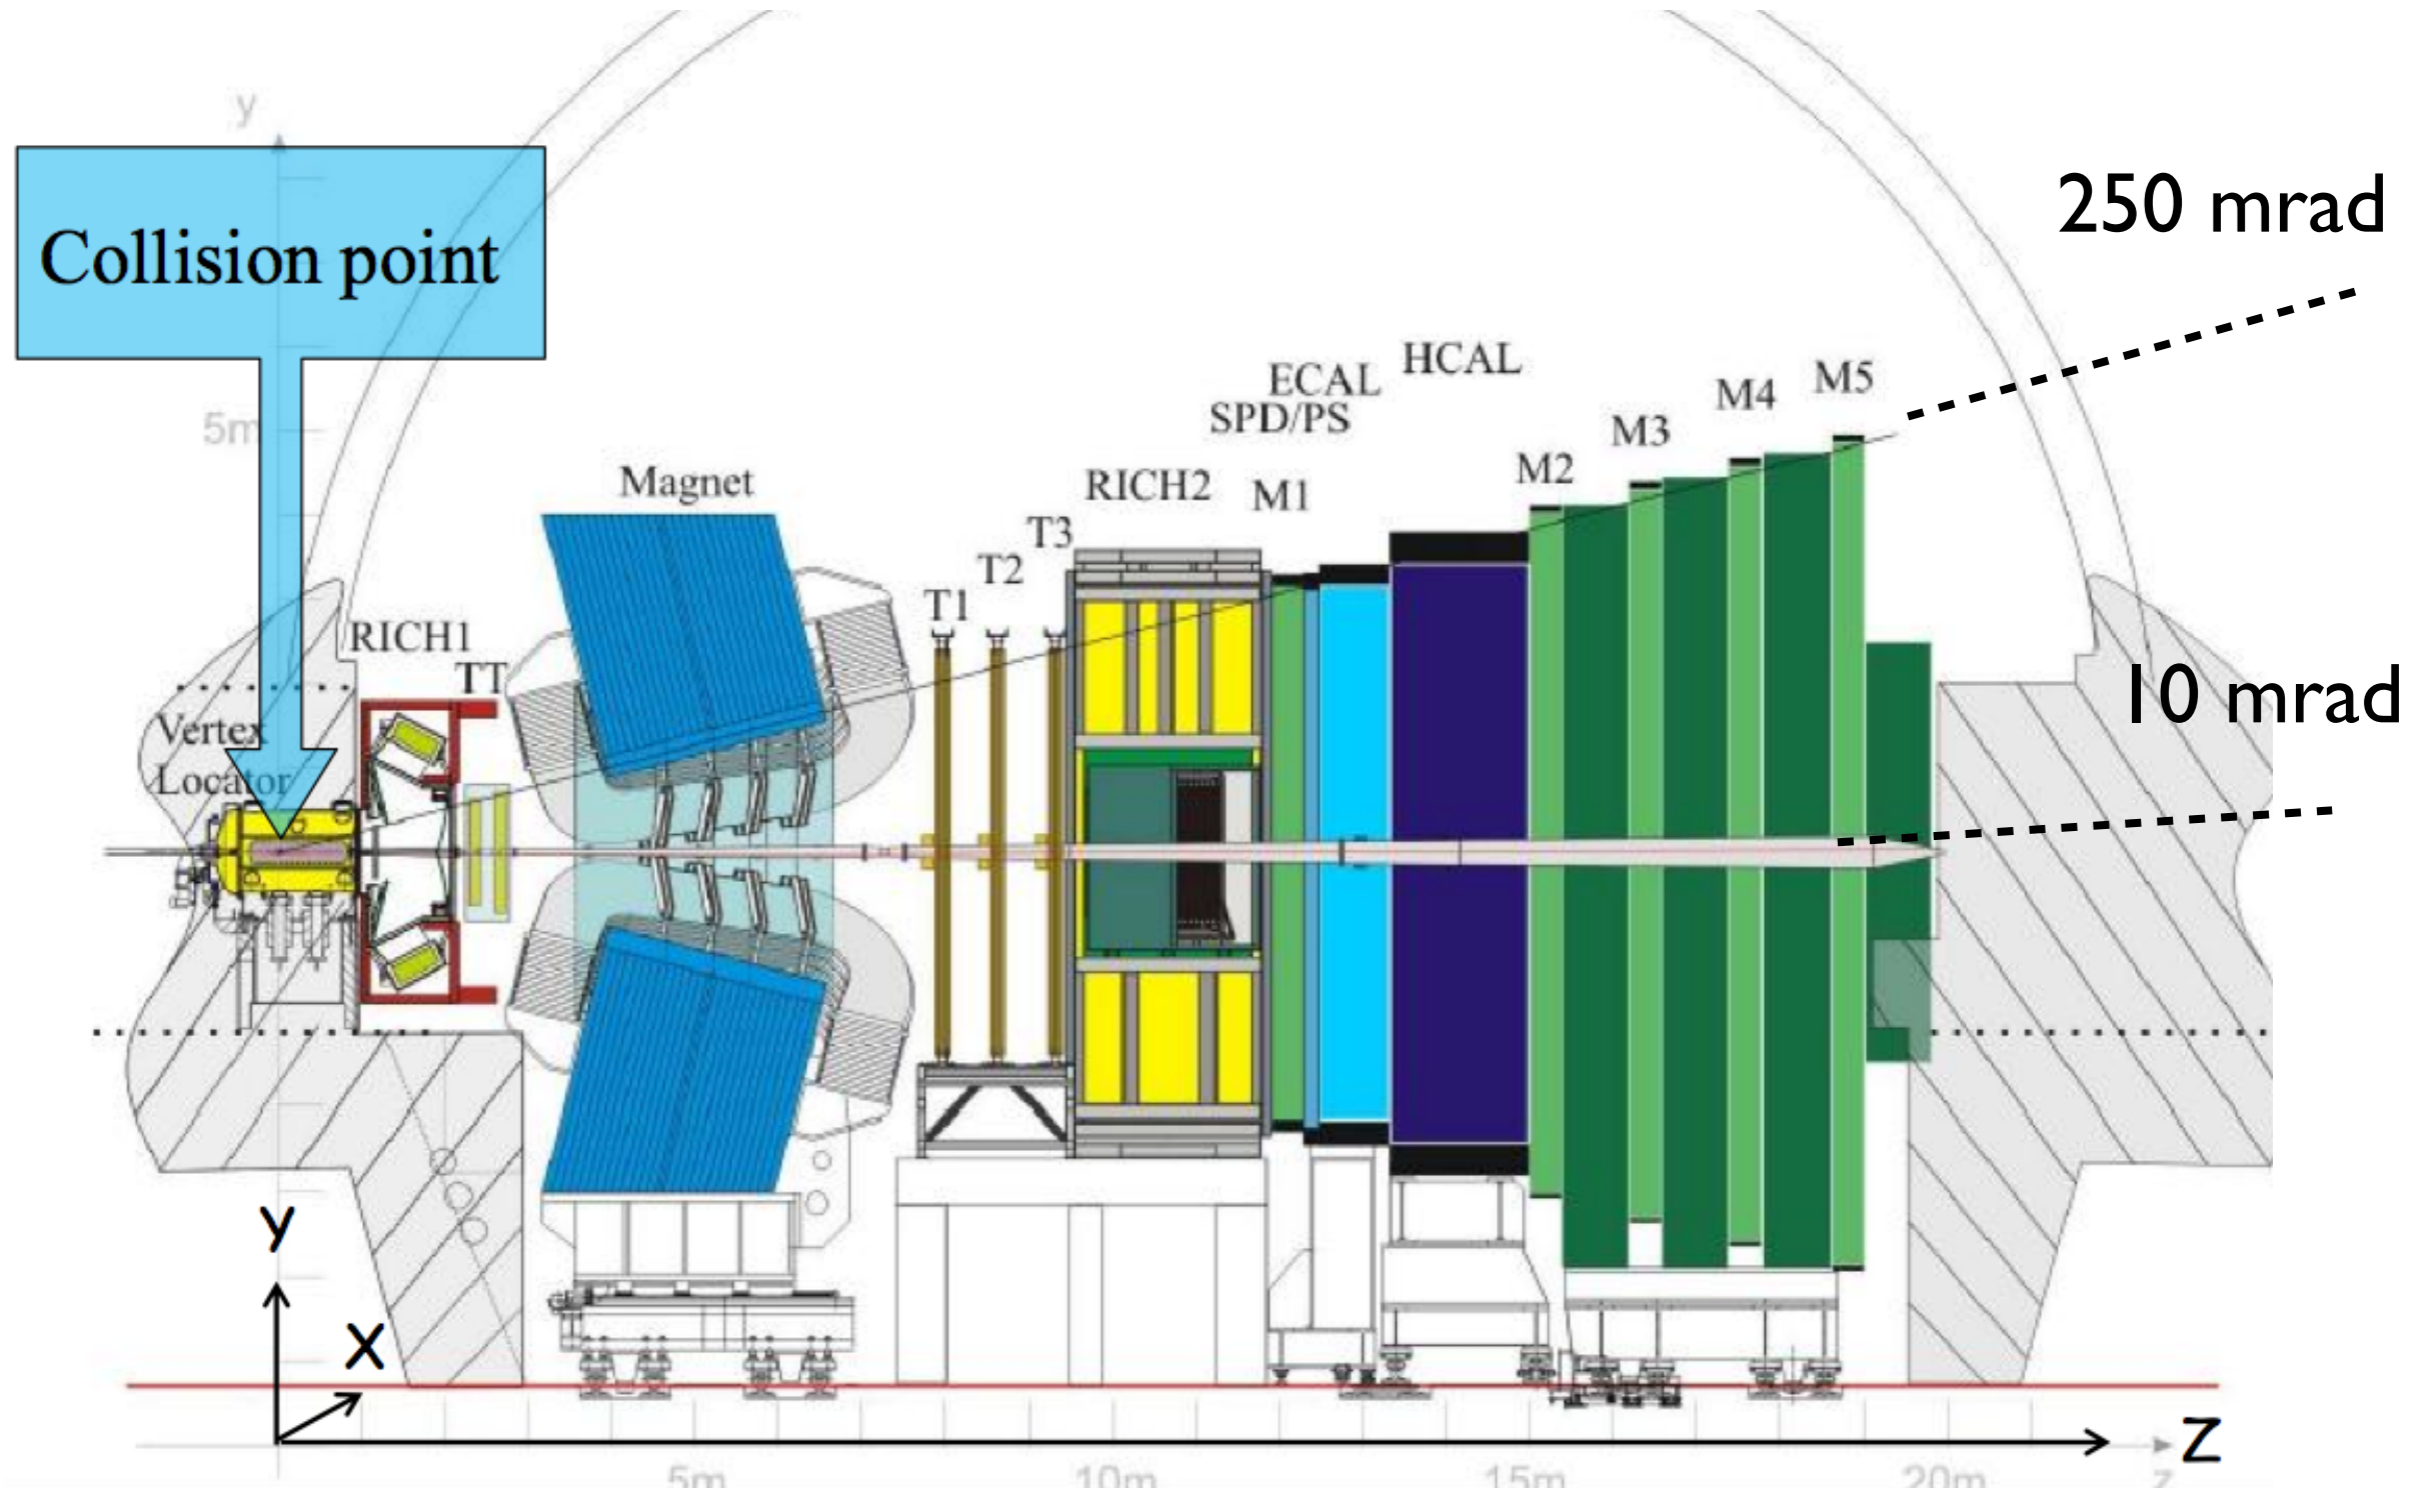 y
Collision point
250 mrad
HCAL
ECAL
M5
M4
SPD/PS
5m
M3
M2
Magnet
RICH2
M1
T3
T2
T1
RICH1
TT
10 mrad
Vertex
Locator
y
x
z
5m
10m
15m
20m
z